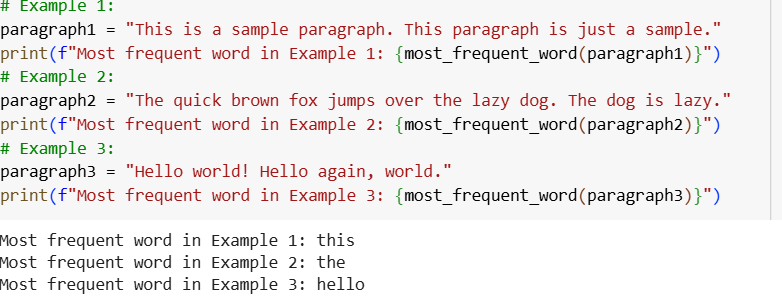 # Example 1:
paragraph1 = "This is a sample paragraph. This paragraph is just a sample."
print(f"Most frequent word in Example 1: {most_frequent_word(paragraph1)}")
# Example 2:
paragraph2 = "The quick brown fox jumps over the lazy dog. The dog is lazy."
print(f"Most frequent word in Example 2: {most_frequent_word(paragraph2)}")
# Example 3:
paragraph3 = "Hello world! Hello again, world."
print(f"Most frequent word in Example 3: {most_frequent_word(paragraph3)}")
Most frequent word in Example 1: this
Most frequent word in Example 2: the
Most frequent word in Example 3: hello